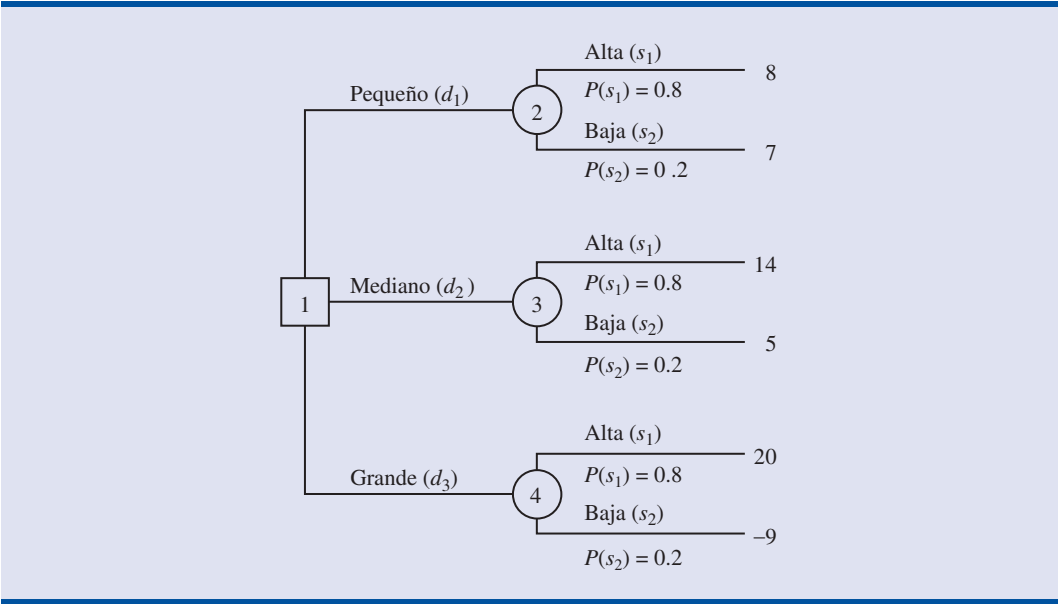 Alta (s₁)
8
Pequeño (d₁)
P(s₁) = 0.8
2
Baja (s₂)
7
P(s₂) = 0 .2
Alta (s₁)
14
Mediano (d₂ )
P(s₁) = 0.8
1
3
Baja (s₂)
5
P(s₂) = 0.2
Alta (s₁)
20
Grande (d₃)
P(s₁) = 0.8
4
Baja (s₂)
–9
P(s₂) = 0.2